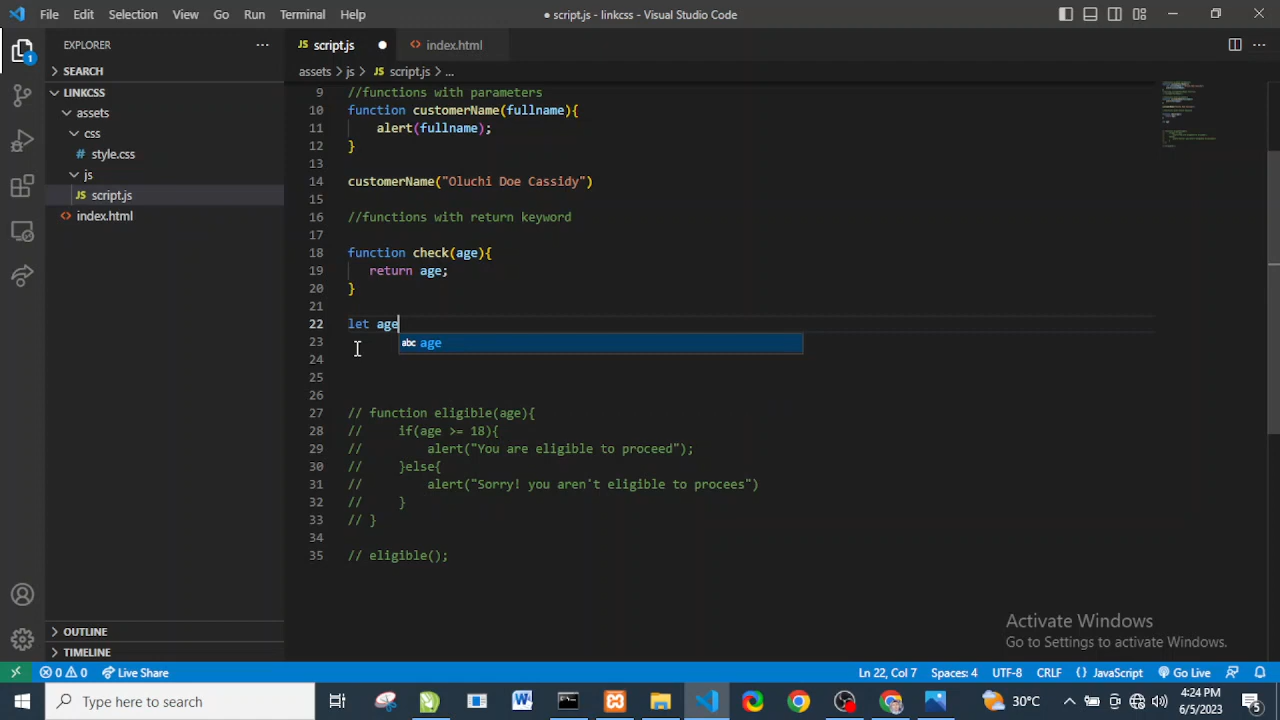 File Edit Selection View Go Run Terminal Help
● script.js - linkcss - Visual Studio Code
EXPLORER
SEARCH
LINKCSS
assets
css
# style.css
js
JS script.js
<> index.html
OUTLINE
TIMELINE
JS script.js ● <> index.html
assets > js > JS script.js > ...
9 //functions with parameters
10 function customerName(fullname){
11 alert(fullname);
12 }
13
14 customerName("Oluchi Doe Cassidy")
15
16 //functions with return keyword
17
18 function check(age){
19 return age;
20 }
21
22 let age
abc age
23
24
25
26
27 // function eligible(age){
28 // if(age >= 18){
29 // alert("You are eligible to proceed");
30 // }else{
31 // alert("Sorry! you aren't eligible to procees")
32 // }
33 // }
34
35 // eligible();
Activate Windows
Go to Settings to activate Windows.
0 0 Live Share
Ln 22, Col 7 Spaces: 4 UTF-8 CRLF {} JavaScript Go Live
Type here to search
30°C
4:24 PM
6/5/2023
5
1